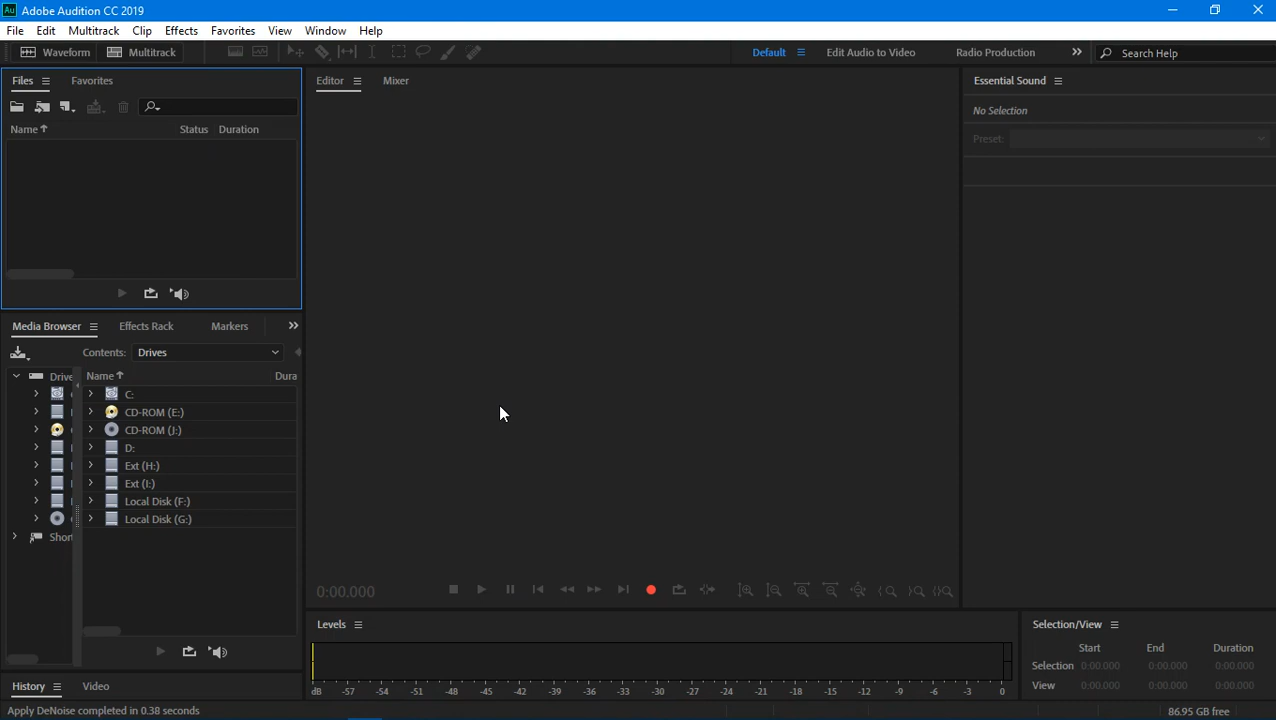 Au Adobe Audition CC 2019
File Edit Multitrack Clip Effects Favorites View Window Help
Waveform Multitrack Default Edit Audio to Video Radio Production Search Help
Files Favorites Editor Mixer Essential Sound
No Selection
Name Status Duration
Preset:
Media Browser Effects Rack Markers
Contents: Drives
Name Dura
Drive
C:
CD-ROM (E:)
CD-ROM (J:)
D:
Ext (H:)
Ext (I:)
Local Disk (F:)
Local Disk (G:)
Short
0:00.000
Levels Selection/View
Start End Duration
Selection 0:00.000 0:00.000 0:00.000
View 0:00.000 0:00.000 0:00.000
History Video
dB -57 -54 -51 -48 -45 -42 -39 -36 -33 -30 -27 -24 -21 -18 -15 -12 -9 -6 -3 0
Apply DeNoise completed in 0.38 seconds 86.95 GB free